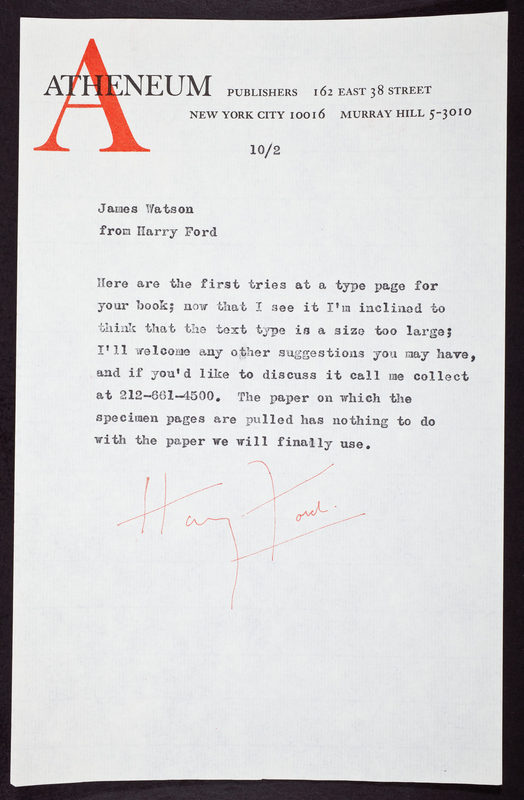 A
ATHENEUM PUBLISHERS 162 EAST 38 STREET
NEW YORK CITY 10016 MURRAY HILL 5-3010
10/2
James Watson
from Harry Ford
Here are the first tries at a type page for
your book; now that I see it I'm inclined to
think that the text type is a size too large;
I'll welcome any other suggestions you may have,
and if you'd like to discuss it call me collect
at 212-661-4500. The paper on which the
specimen pages are pulled has nothing to do
with the paper we will finally use.
Harry Ford.